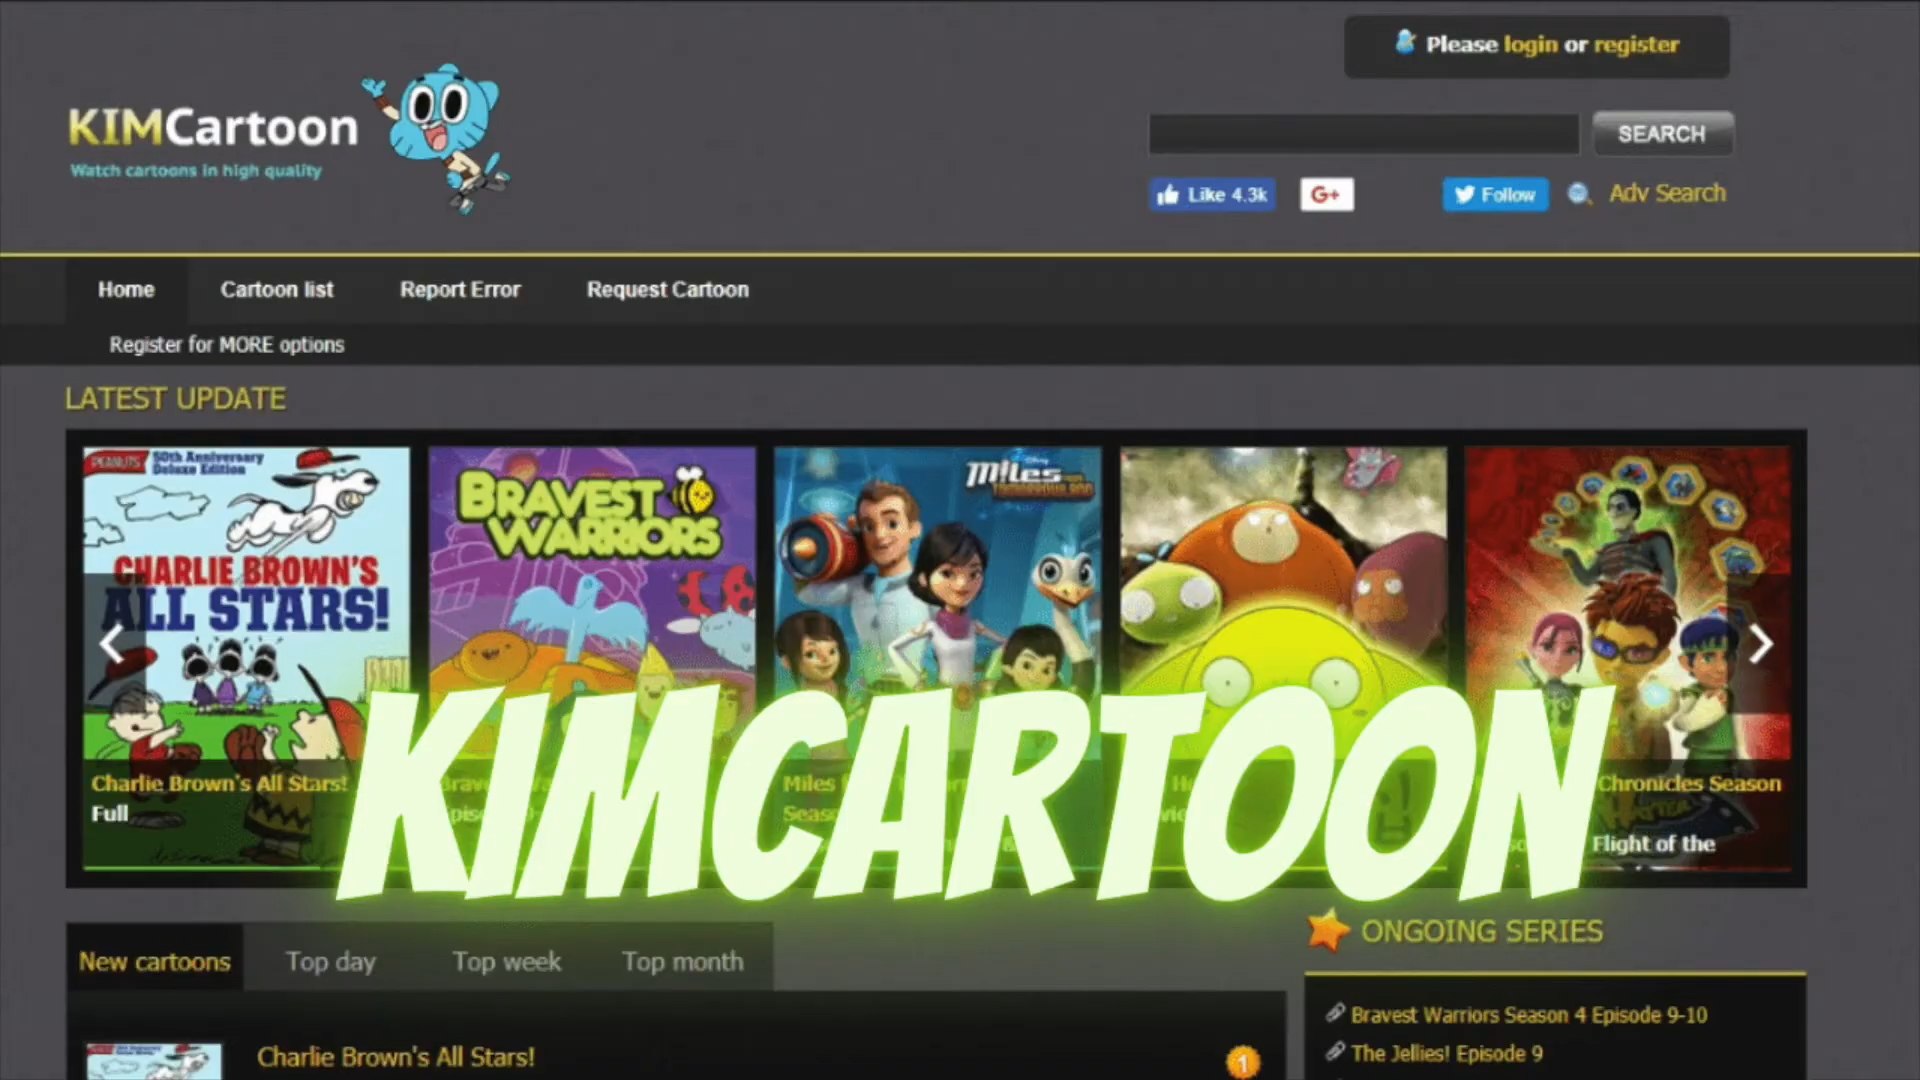 Please login or register
KIMCartoon
Watch cartoons in high quality
SEARCH
Like 4.3k
G+
Follow
Adv Search
Home
Cartoon list
Report Error
Request Cartoon
Register for MORE options
LATEST UPDATE
PEANUTS
50th Anniversary
Deluxe Edition
CHARLIE BROWN'S
ALL STARS!
Charlie Brown's All Stars!
Full
BRAVEST
WARRIORS
Disney
MILES
FROM
TOMORROWLAND
Miles
Chronicles Season
Flight of the
KIMCARTOON
New cartoons
Top day
Top week
Top month
Charlie Brown's All Stars!
1
ONGOING SERIES
Bravest Warriors Season 4 Episode 9-10
The Jellies! Episode 9